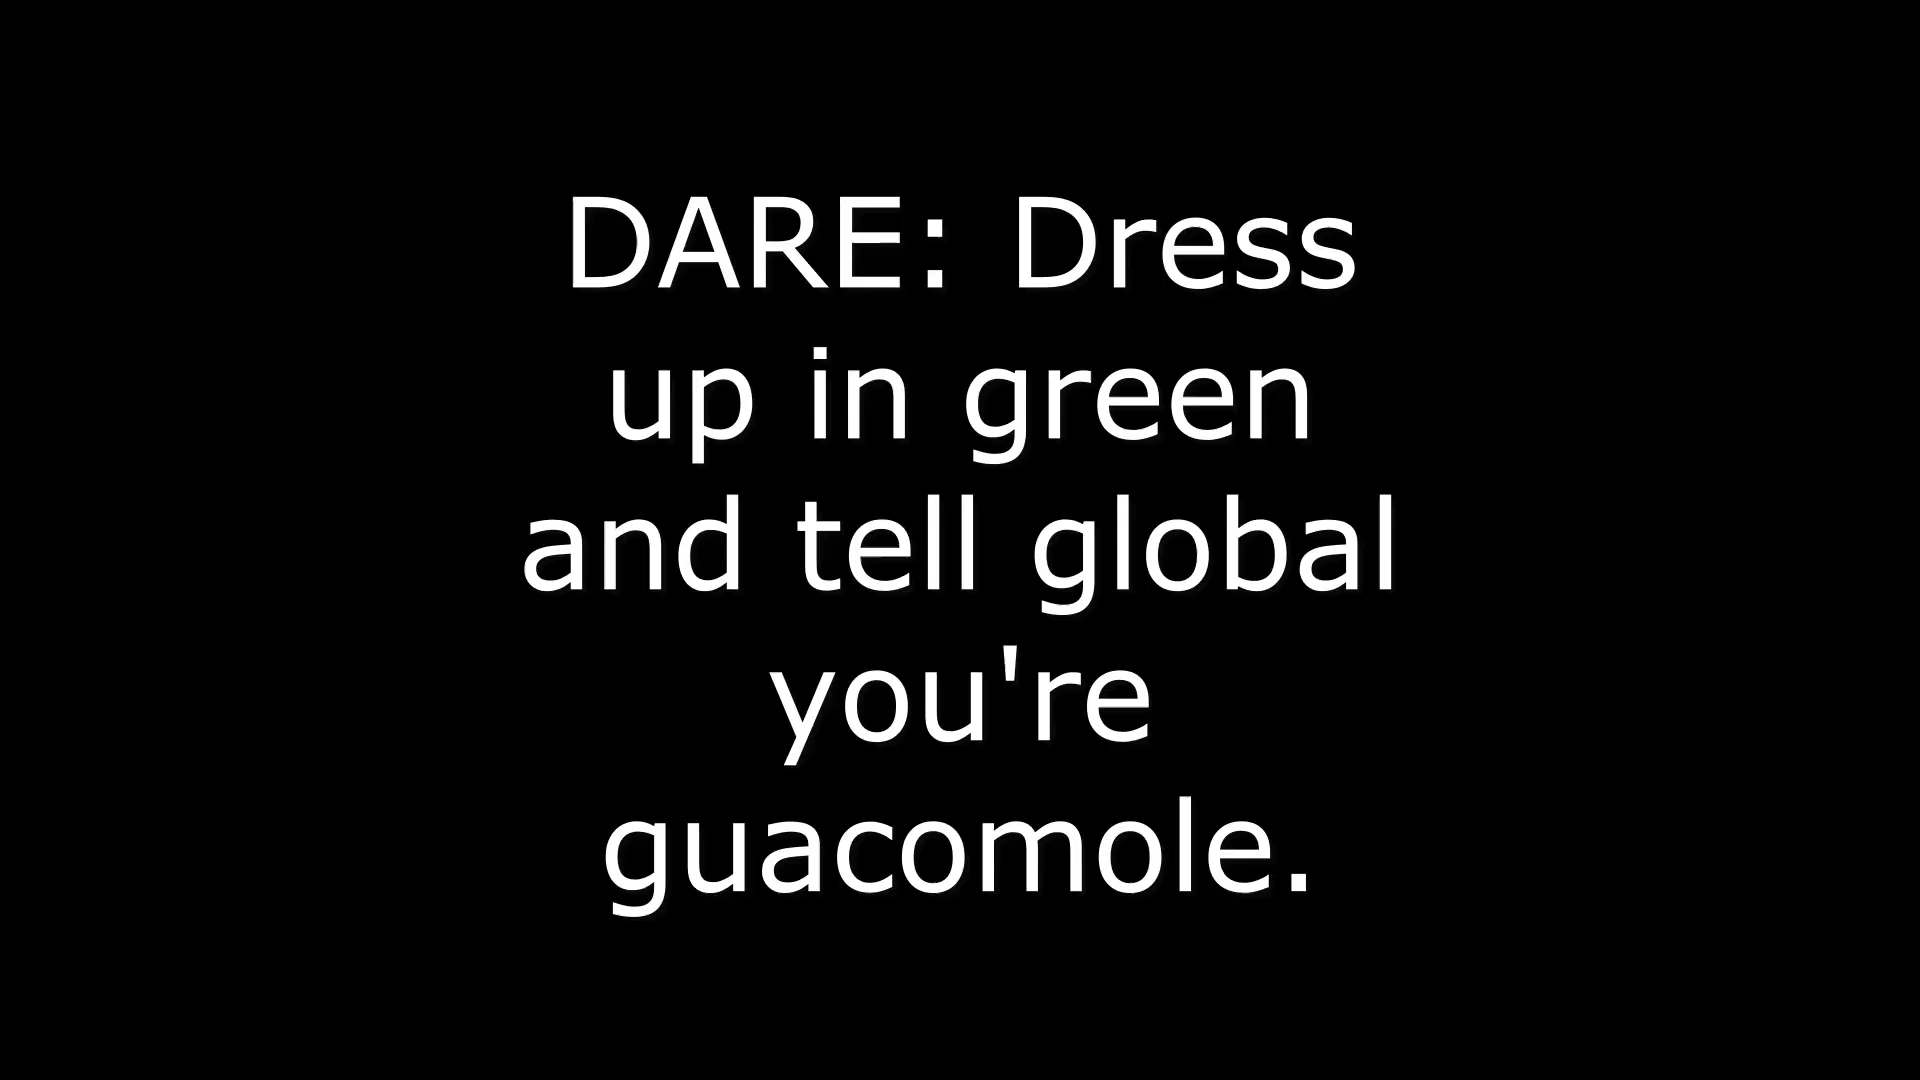 DARE: Dress
up in green
and tell global
you're
guacomole.